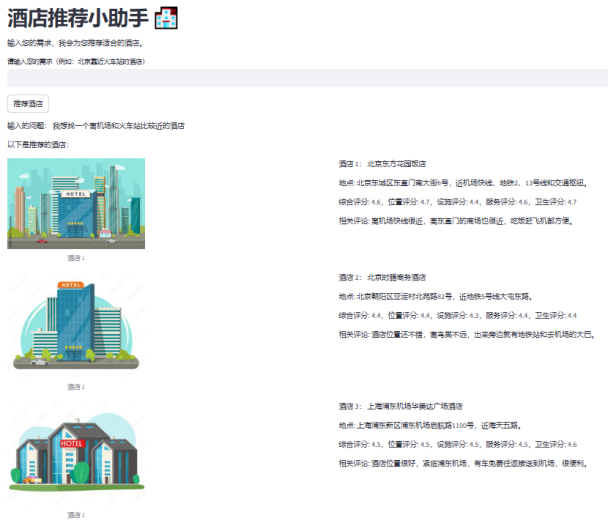 酒店推荐小助手
输入您的需求，我会为您推荐适合的酒店。
请输入您的需求（例如：北京靠近火车站的酒店）
推荐酒店
输入的问题： 我想找一个离机场和火车站比较近的酒店
以下是推荐的酒店：
HOTEL
酒店 1
酒店 1： 北京东方花园饭店
地点: 北京东城区东直门南大街6号，近机场快线、地铁2、13号线和交通枢纽。
综合评分: 4.6，位置评分: 4.7，设施评分: 4.4，服务评分: 4.6，卫生评分: 4.7
相关评论: 离机场快线很近，离东直门的商场也很近，吃饭赶飞机都方便。
HOTEL
酒店 2
酒店 2： 北京时膳商务酒店
地点: 北京朝阳区亚运村北苑路82号，近地铁5号线大屯东路。
综合评分: 4.4，位置评分: 4.4，设施评分: 4.3，服务评分: 4.4，卫生评分: 4.4
相关评论: 酒店位置还不错，离鸟巢不远，出来旁边就有地铁站和去机场的大巴。
HOTEL
酒店 3
酒店 3： 上海浦东机场华美达广场酒店
地点: 上海浦东新区浦东机场启航路1100号，近海天五路。
综合评分: 4.5，位置评分: 4.5，设施评分: 4.5，服务评分: 4.5，卫生评分: 4.6
相关评论: 酒店位置很好，紧临浦东机场，有车免费往返接送到机场，很便利。